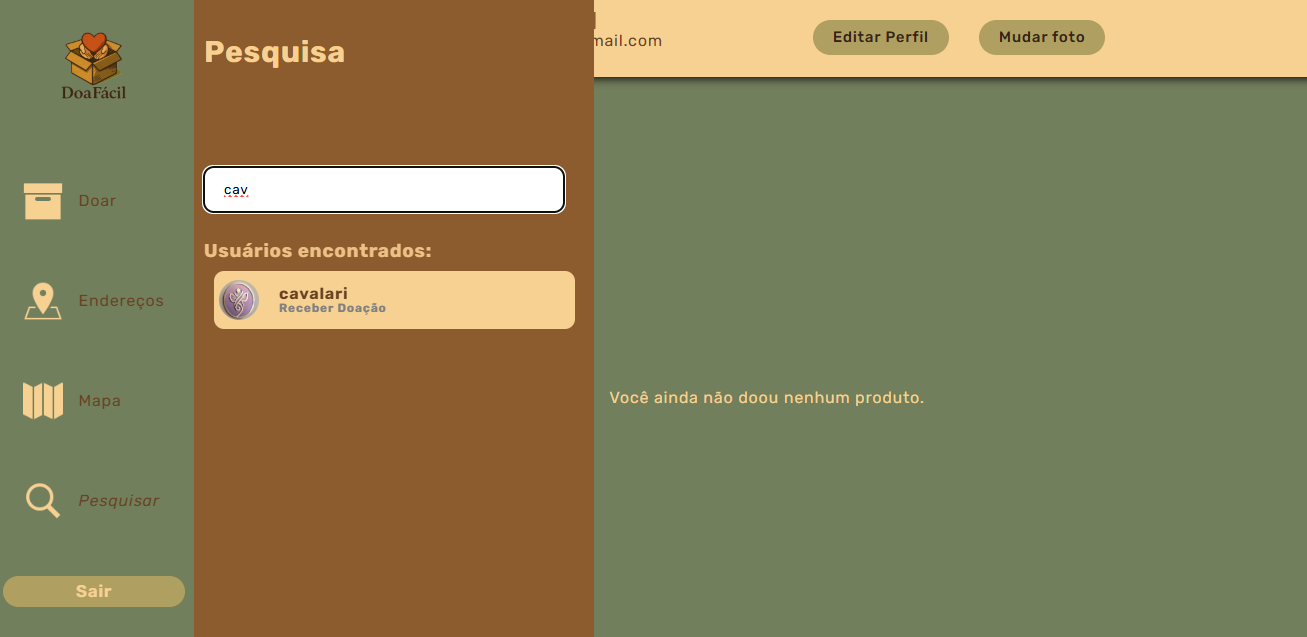 DoaFácil
Doar
Endereços
Mapa
Pesquisar
Sair
Pesquisa
cav
Usuários encontrados:
cavalari
Receber Doação
mail.com
Editar Perfil
Mudar foto
Você ainda não doou nenhum produto.